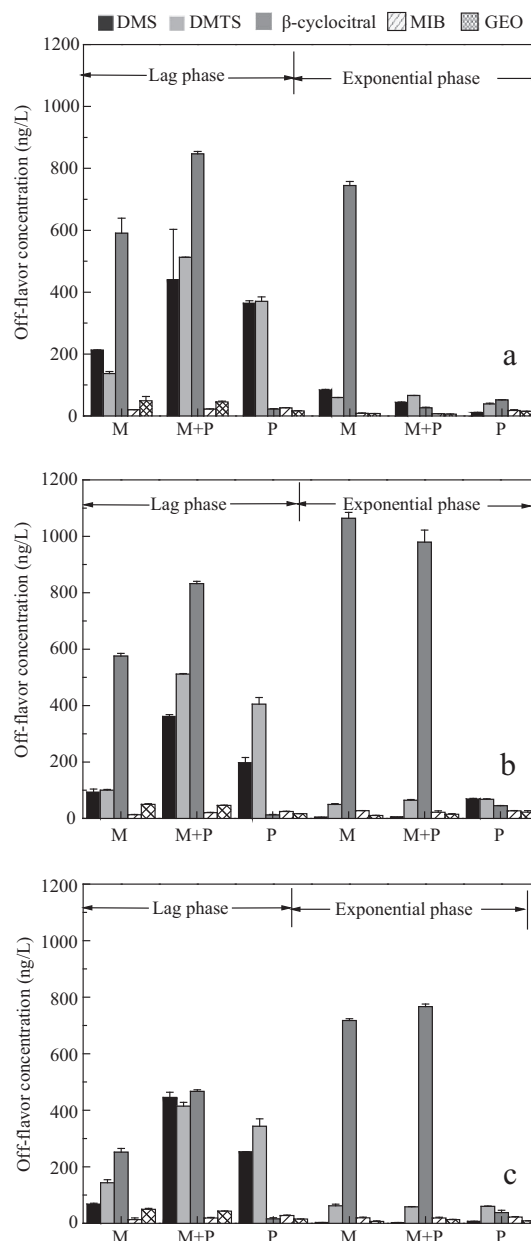 DMS DMTS β-cyclocitral MIB GEO
1200
Lag phase Exponential phase
1000
800
600
400
200
0
Off-flavor concentration (ng/L)
a
M M+P P M M+P P
1200
Lag phase Exponential phase
1000
800
600
400
200
0
Off-flavor concentration (ng/L)
b
M M+P P M M+P P
1200
Lag phase Exponential phase
1000
800
600
400
200
0
Off-flavor concentration (ng/L)
c
M M+P P M M+P P